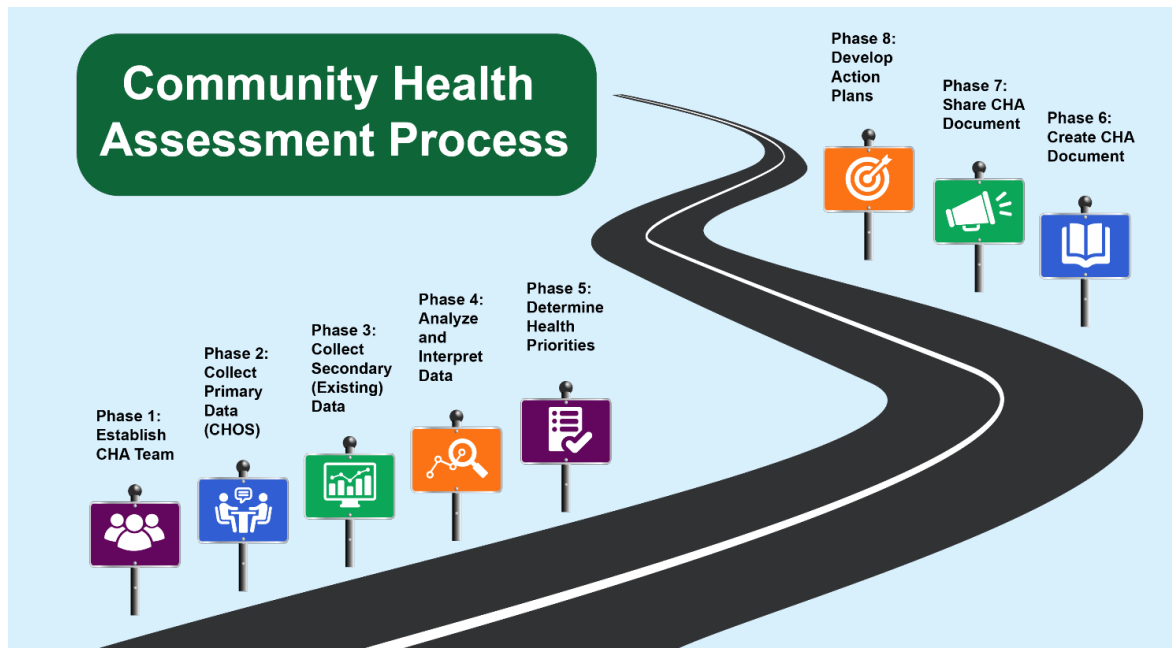 Community Health
Assessment Process
Phase 1:
Establish
CHA Team
Phase 2:
Collect
Primary
Data
(CHOS)
Phase 3:
Collect
Secondary
(Existing)
Data
Phase 4:
Analyze
and
Interpret
Data
Phase 5:
Determine
Health
Priorities
Phase 6:
Create CHA
Document
Phase 7:
Share CHA
Document
Phase 8:
Develop
Action
Plans